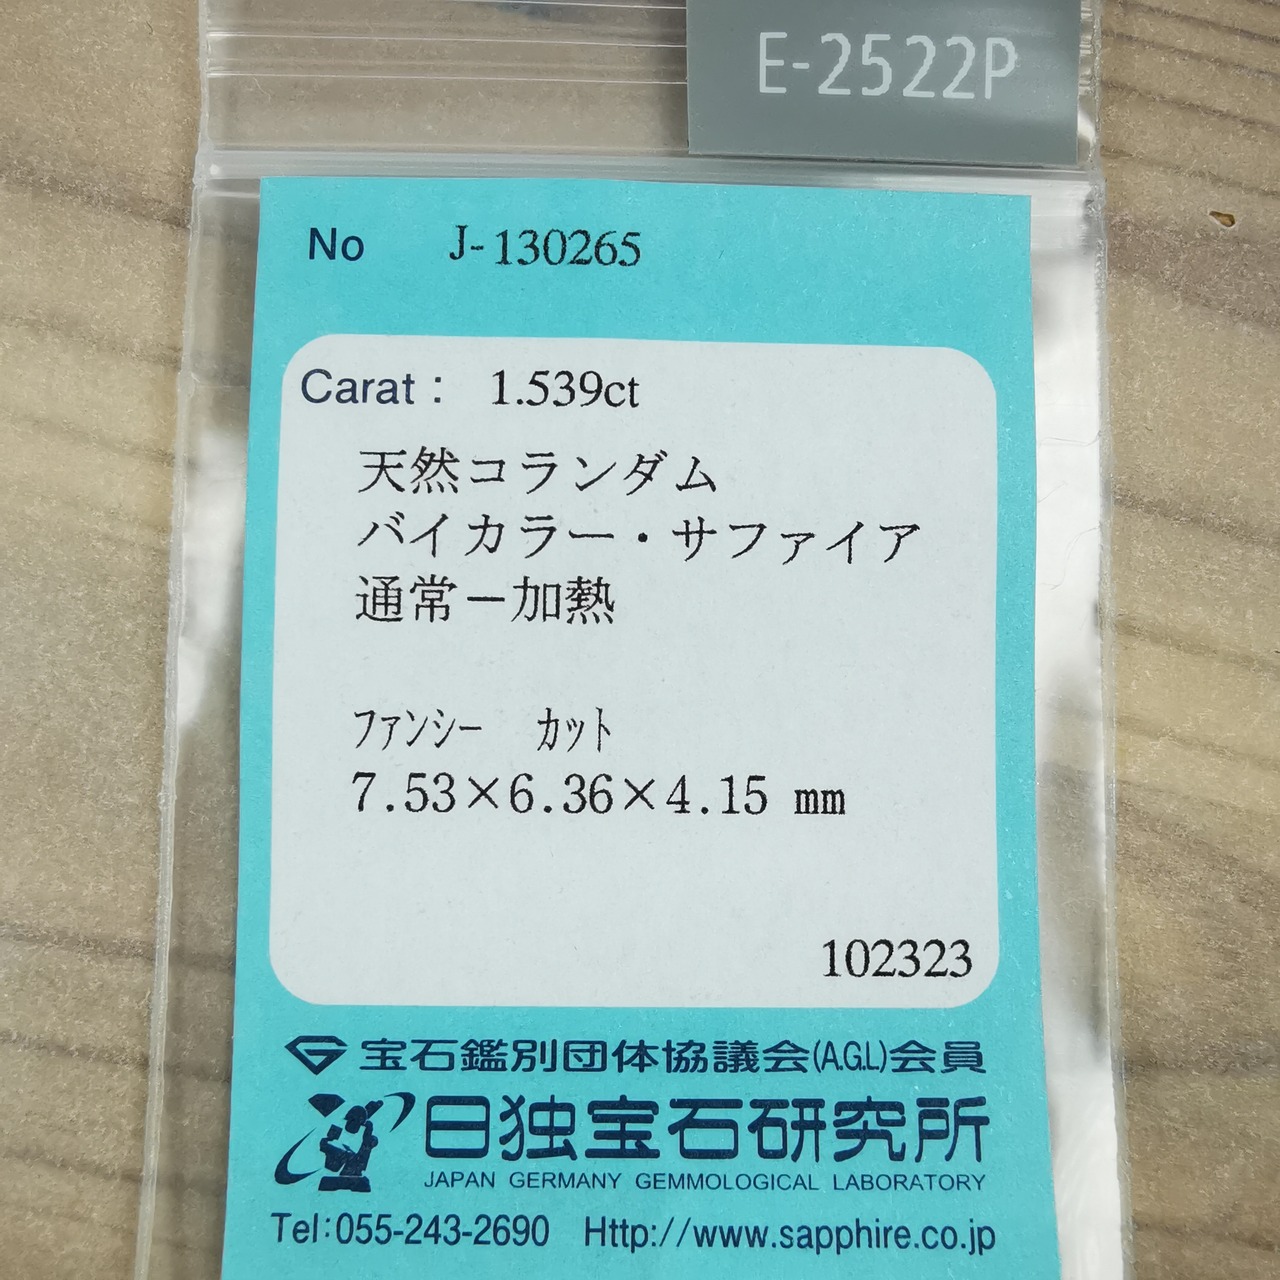 E-2522P
No J-130265
Carat： 1.539ct
天然コランダム
バイカラー・サファイア
通常－加熱
ﾌｧﾝｼｰ ｶｯﾄ
7.53×6.36×4.15 mm
102323
宝石鑑別団体協議会(A.G.L)会員
日独宝石研究所
JAPAN GERMANY GEMMOLOGICAL LABORATORY
Tel:055-243-2690 Http://www.sapphire.co.jp